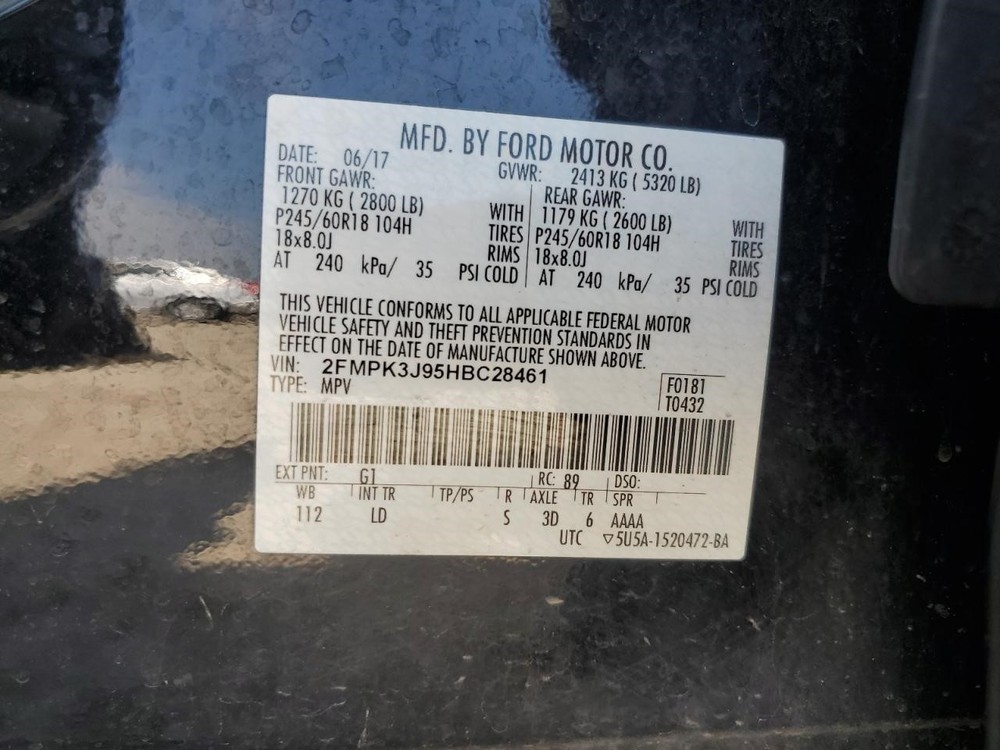 MFD. BY FORD MOTOR CO.
DATE: 06/17 GVWR: 2413 KG ( 5320 LB)
FRONT GAWR: REAR GAWR:
1270 KG ( 2800 LB) WITH 1179 KG ( 2600 LB) WITH
P245/60R18 104H TIRES P245/60R18 104H TIRES
18x8.0J RIMS 18x8.0J RIMS
AT 240 kPa/ 35 PSI COLD AT 240 kPa/ 35 PSI COLD
THIS VEHICLE CONFORMS TO ALL APPLICABLE FEDERAL MOTOR
VEHICLE SAFETY AND THEFT PREVENTION STANDARDS IN
EFFECT ON THE DATE OF MANUFACTURE SHOWN ABOVE.
VIN: 2FMPK3J95HBC28461
TYPE: MPV
F0181
T0432
EXT PNT: G1 RC: 89 DSO:
WB INT TR TP/PS R AXLE TR SPR
112 LD S 3D 6 AAAA
UTC ▽5U5A-1520472-BA